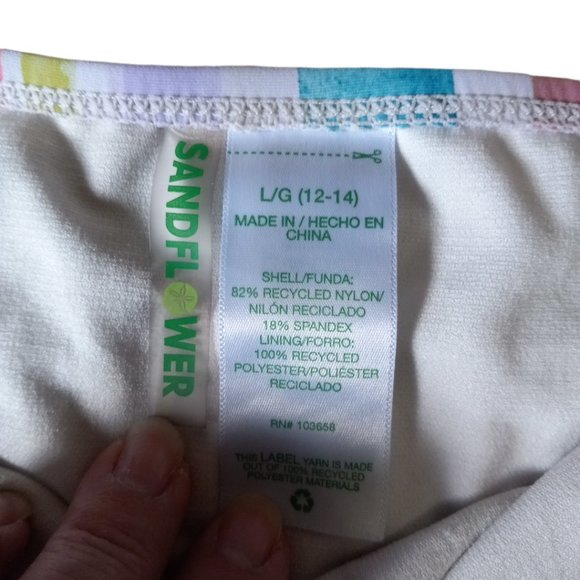 SANDFLOWER
L/G (12-14)
MADE IN / HECHO EN
CHINA
SHELL/FUNDA:
82% RECYCLED NYLON/
NILÓN RECICLADO
18% SPANDEX
LINING/FORRO:
100% RECYCLED
POLYESTER/POLIÉSTER
RECICLADO
RN# 103658
THIS LABEL YARN IS MADE
OUT OF 100% RECYCLED
POLYESTER MATERIALS